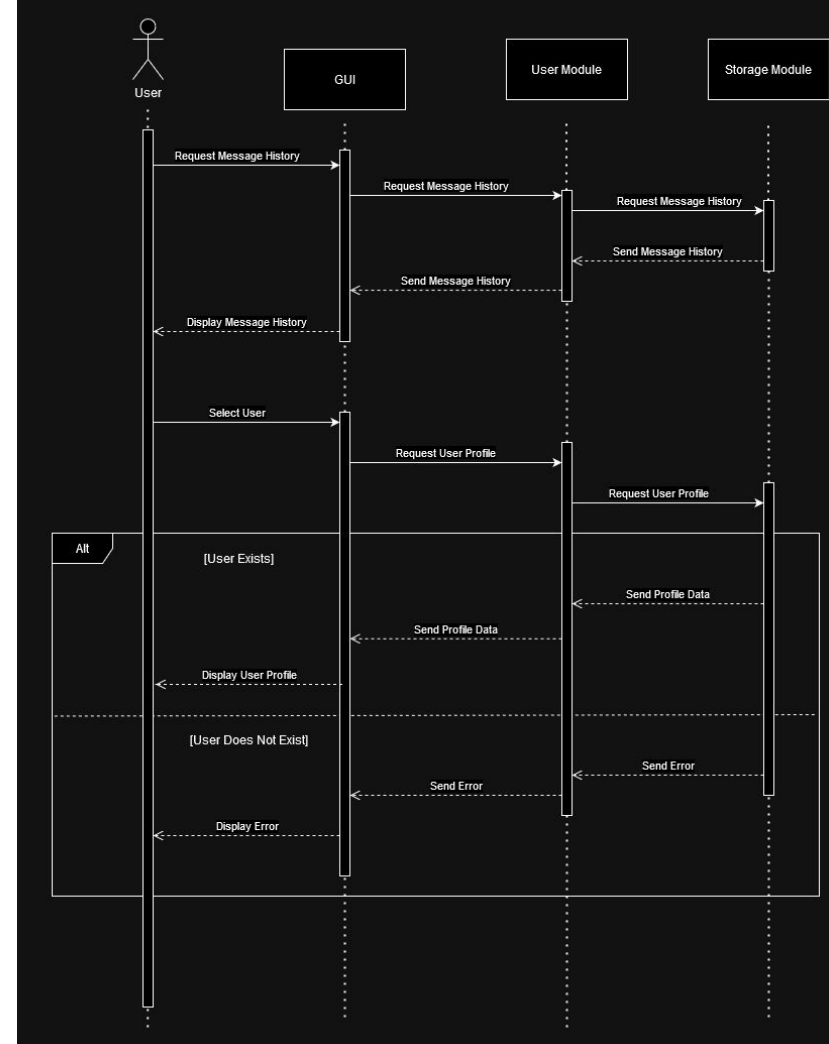 User
GUI
User Module
Storage Module
Request Message History
Request Message History
Request Message History
Send Message History
Send Message History
Display Message History
Select User
Request User Profile
Request User Profile
Alt
[User Exists]
Send Profile Data
Send Profile Data
Display User Profile
[User Does Not Exist]
Send Error
Send Error
Display Error